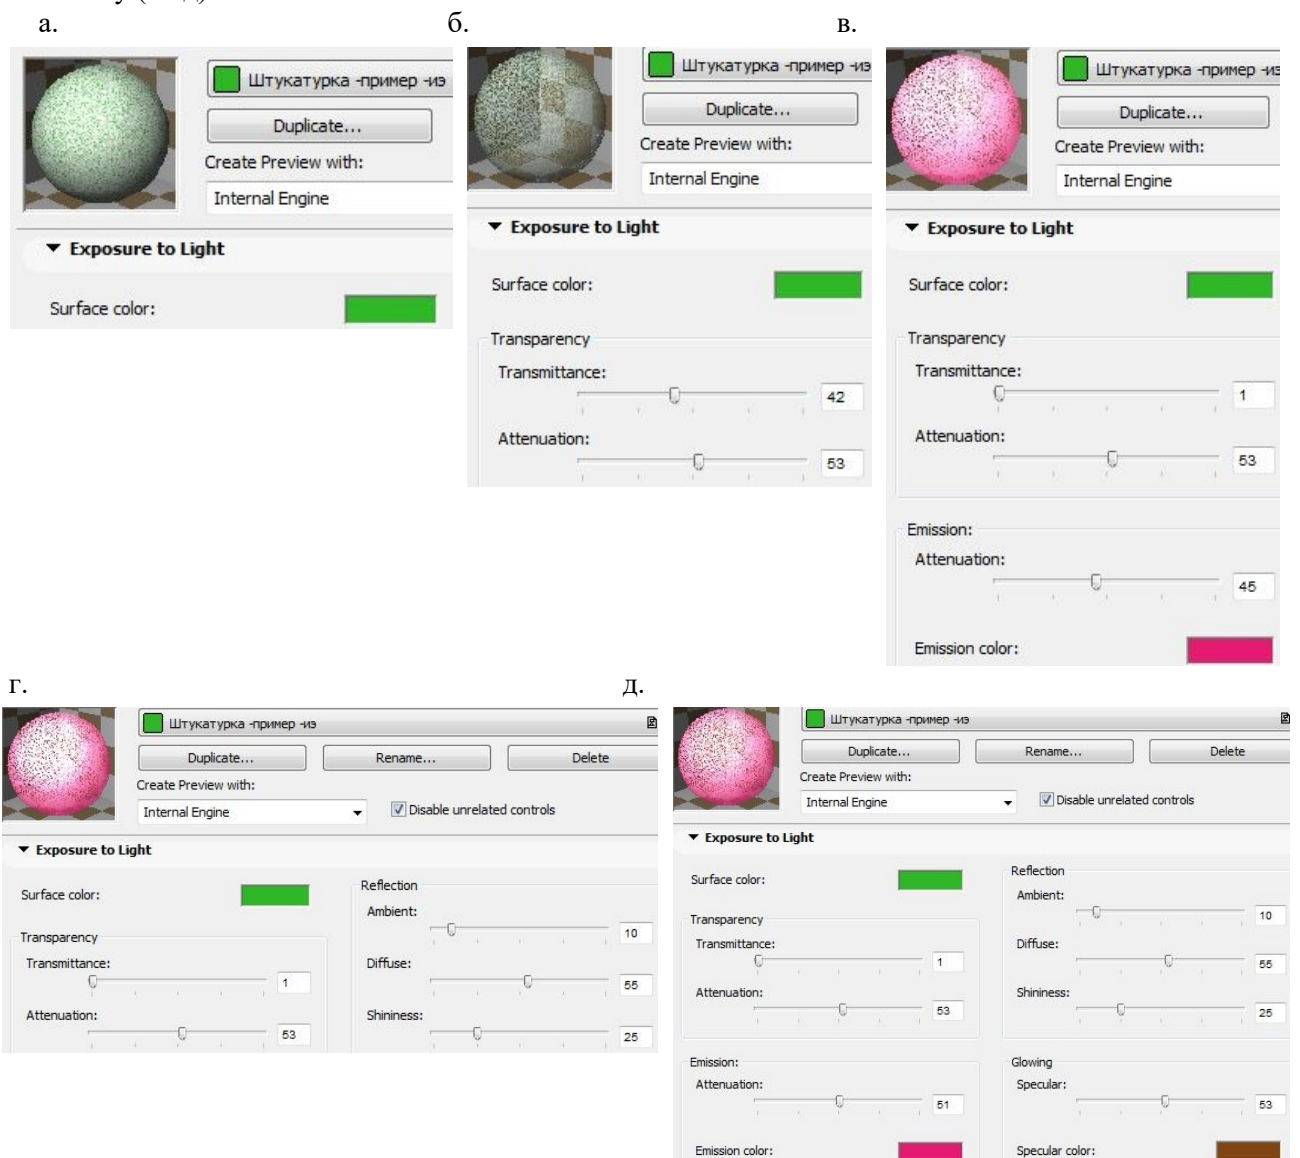 а.
Штукатурка -пример -из
Duplicate...
Create Preview with:
Internal Engine
Exposure to Light
Surface color:
б.
Штукатурка -пример -из
Duplicate...
Create Preview with:
Internal Engine
Exposure to Light
Surface color:
Transparency
Transmittance:
42
Attenuation:
53
в.
Штукатурка -пример -из
Duplicate...
Create Preview with:
Internal Engine
Exposure to Light
Surface color:
Transparency
Transmittance:
1
Attenuation:
53
Emission:
Attenuation:
45
Emission color:
г.
Штукатурка -пример -из
Duplicate... Rename... Delete
Create Preview with:
Internal Engine Disable unrelated controls
Exposure to Light
Surface color:
Transparency
Transmittance:
1
Attenuation:
53
Reflection
Ambient:
10
Diffuse:
55
Shininess:
25
д.
Штукатурка -пример -из
Duplicate... Rename... Delete
Create Preview with:
Internal Engine Disable unrelated controls
Exposure to Light
Surface color:
Transparency
Transmittance:
1
Attenuation:
53
Emission:
Attenuation:
51
Emission color:
Reflection
Ambient:
10
Diffuse:
55
Shininess:
25
Glowing
Specular:
53
Specular color: